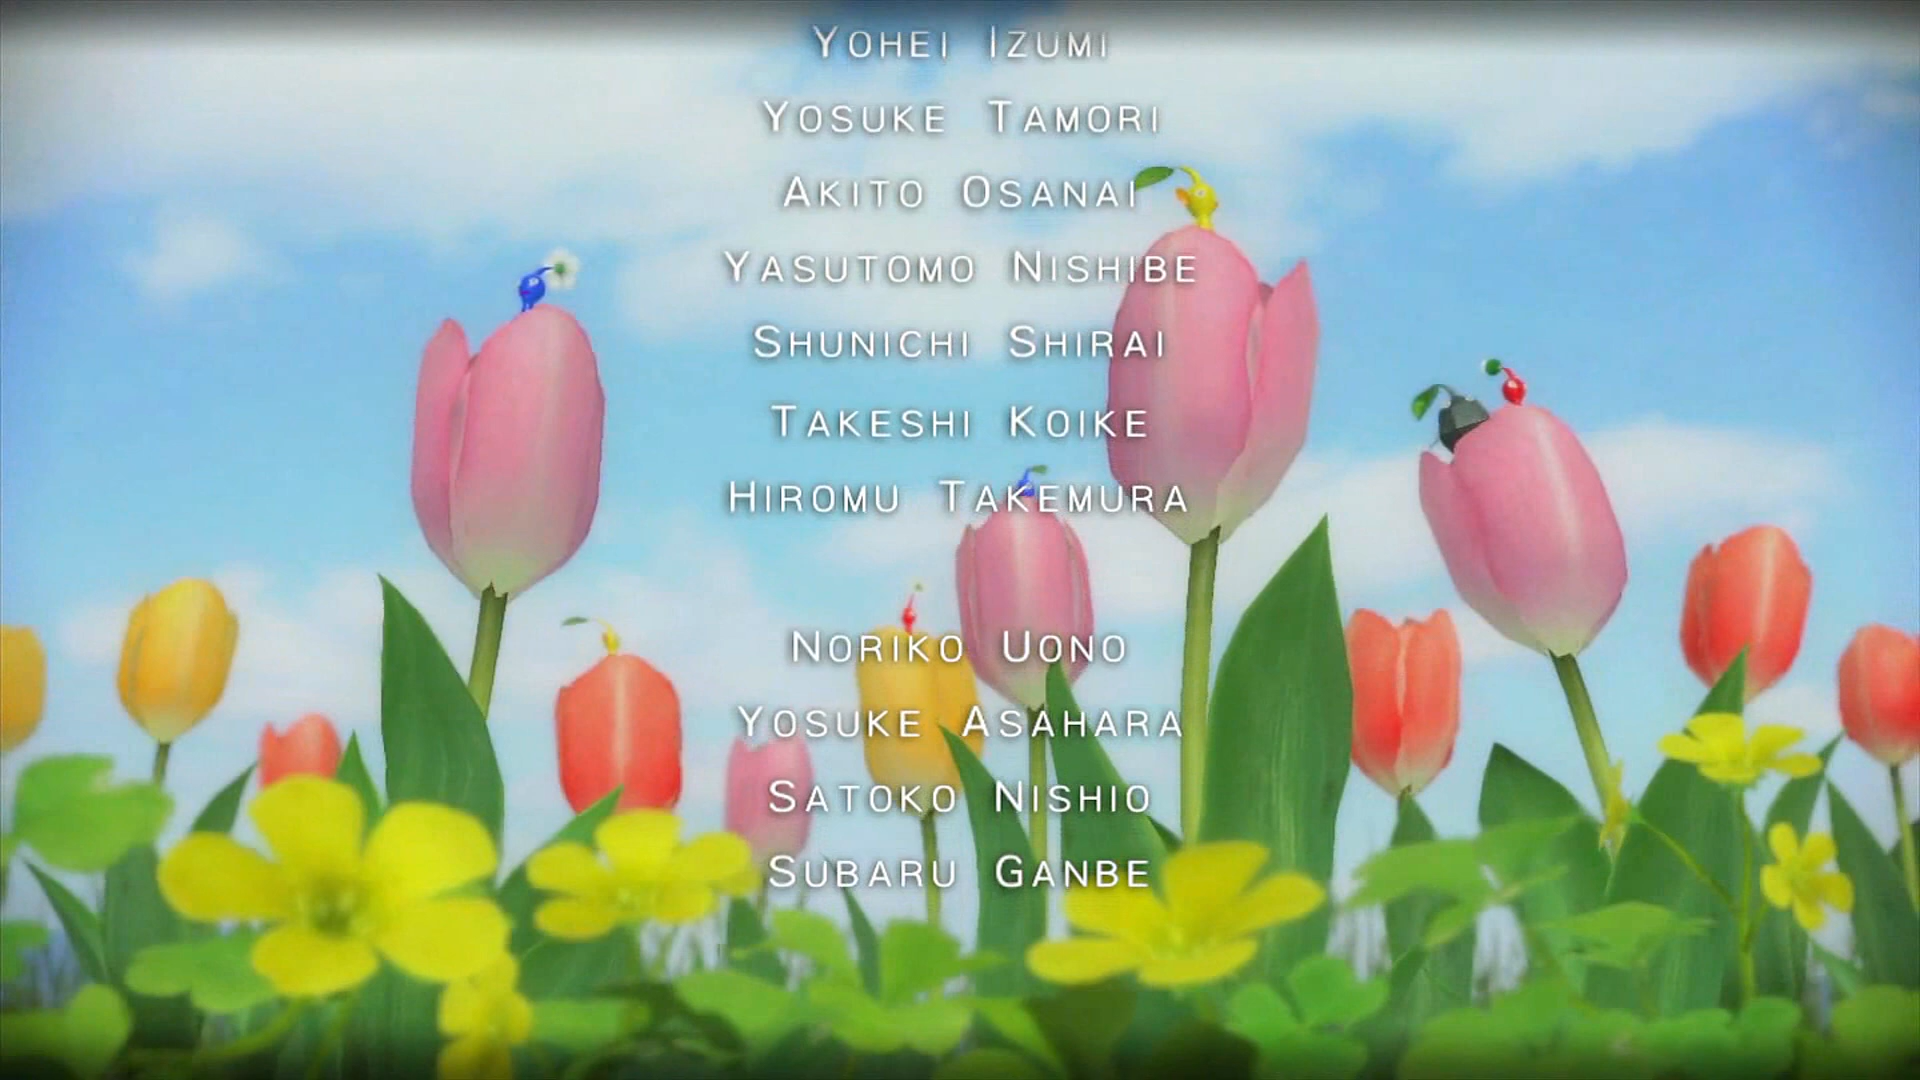 YOHEI IZUMI
YOSUKE TAMORI
AKITO OSANAI
YASUTOMO NISHIBE
SHUNICHI SHIRAI
TAKESHI KOIKE
HIROMU TAKEMURA
NORIKO UONO
YOSUKE ASAHARA
SATOKO NISHIO
SUBARU GANBE